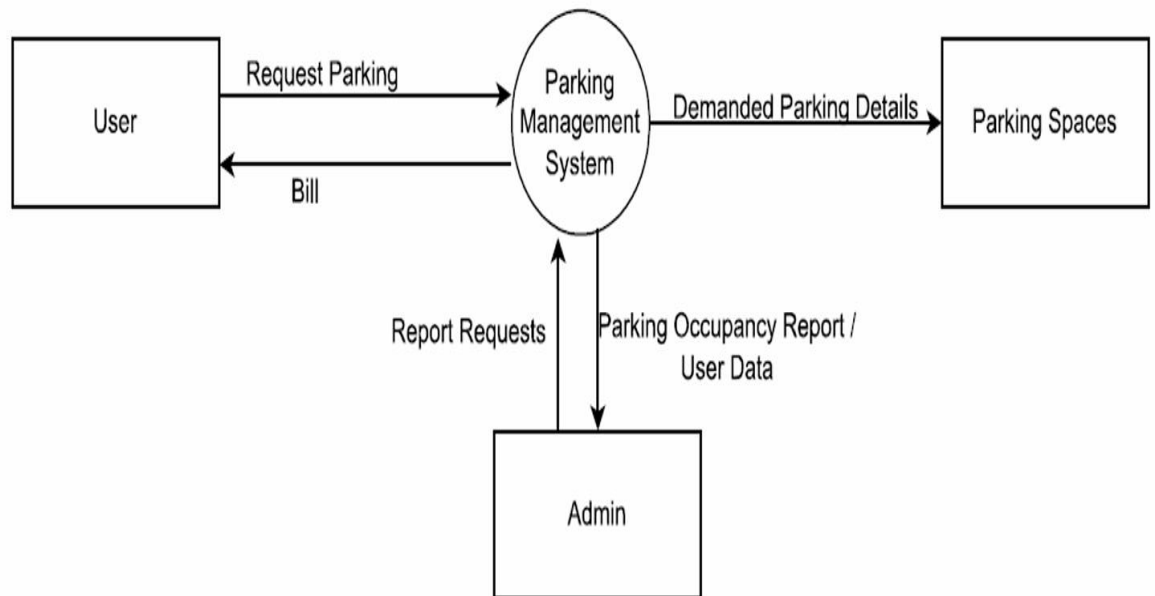 Request Parking
User
Bill
Parking
Management
System
Demanded Parking Details
Parking Spaces
Report Requests
Parking Occupancy Report /
User Data
Admin